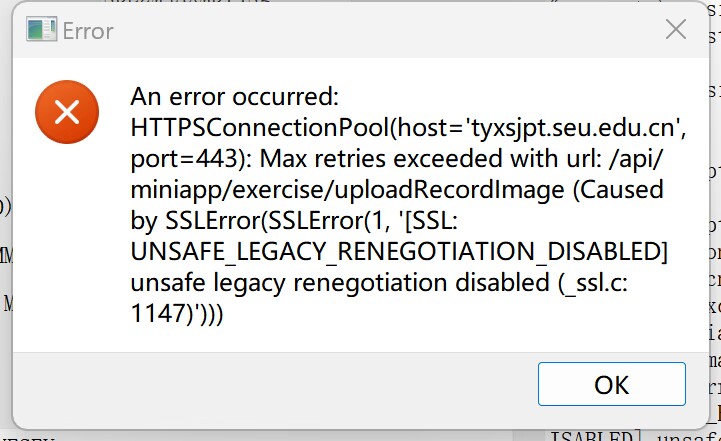 Error
An error occurred:
HTTPSConnectionPool(host='tyxsjpt.seu.edu.cn',
port=443): Max retries exceeded with url: /api/
miniapp/exercise/uploadRecordImage (Caused
by SSLError(SSLError(1, '[SSL:
UNSAFE_LEGACY_RENEGOTIATION_DISABLED]
unsafe legacy renegotiation disabled (_ssl.c:
1147)')))
OK